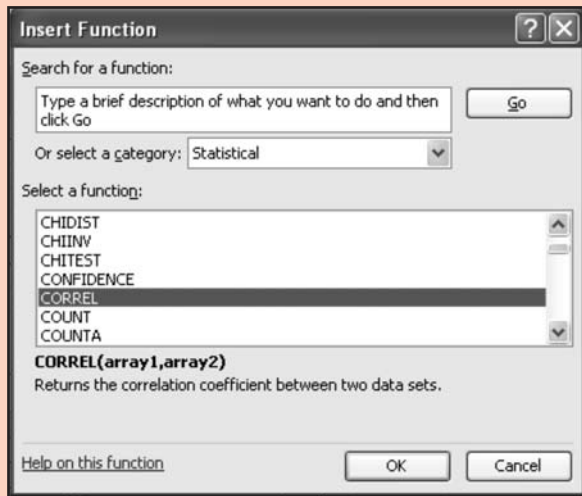 Insert Function
Search for a function:
Type a brief description of what you want to do and then
click Go
Go
Or select a category: Statistical
Select a function:
CHIDIST
CHIINV
CHITEST
CONFIDENCE
CORREL
COUNT
COUNTA
CORREL(array1,array2)
Returns the correlation coefficient between two data sets.
Help on this function
OK
Cancel